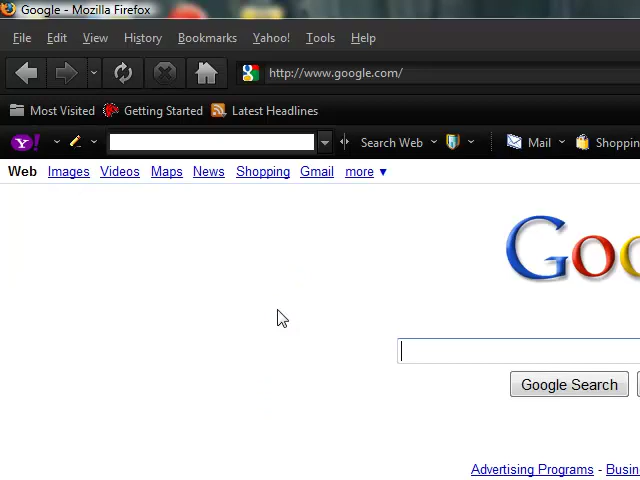 Google - Mozilla Firefox
File Edit View History Bookmarks Yahoo! Tools Help
http://www.google.com/
Most Visited Getting Started Latest Headlines
Y! Search Web Mail Shoppin
Web Images Videos Maps News Shopping Gmail more ▼
Goo
Google Search
Advertising Programs - Busin